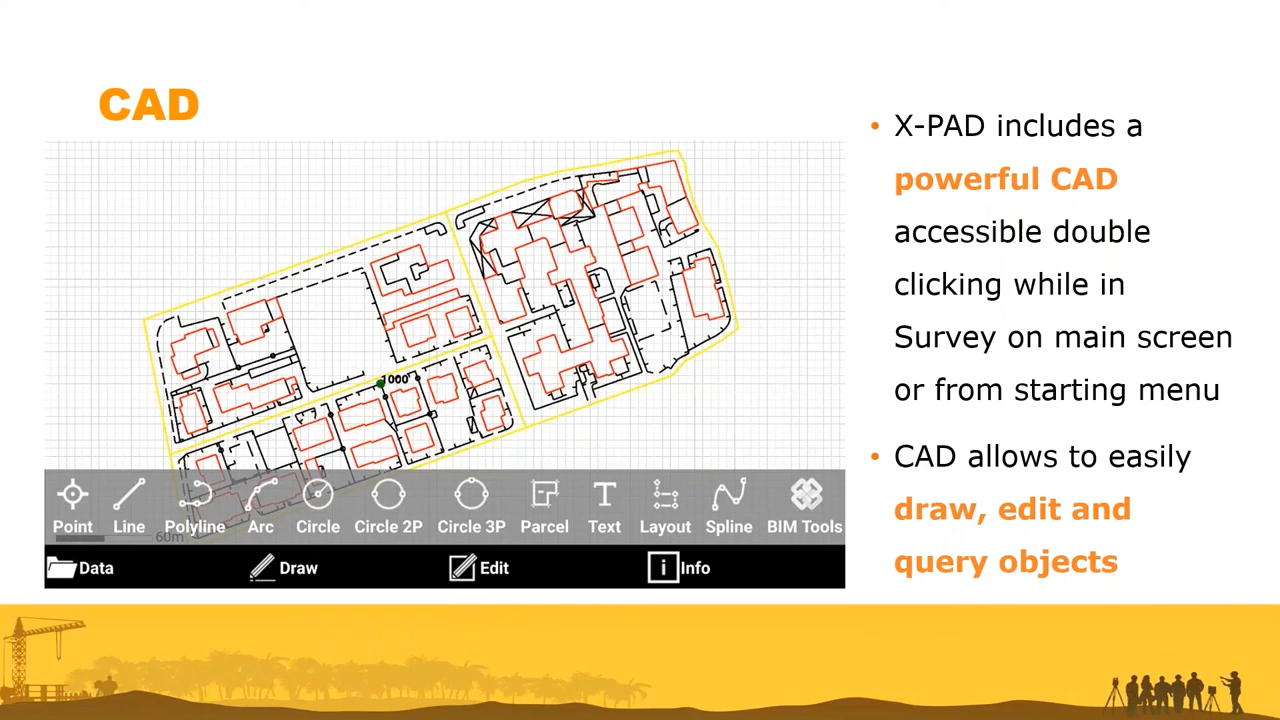 CAD
• X-PAD includes a
powerful CAD
accessible double
clicking while in
Survey on main screen
or from starting menu
• CAD allows to easily
draw, edit and
query objects
1000
Point Line Polyline Arc Circle Circle 2P Circle 3P Parcel Text Layout Spline BIM Tools
60m
Data Draw Edit Info